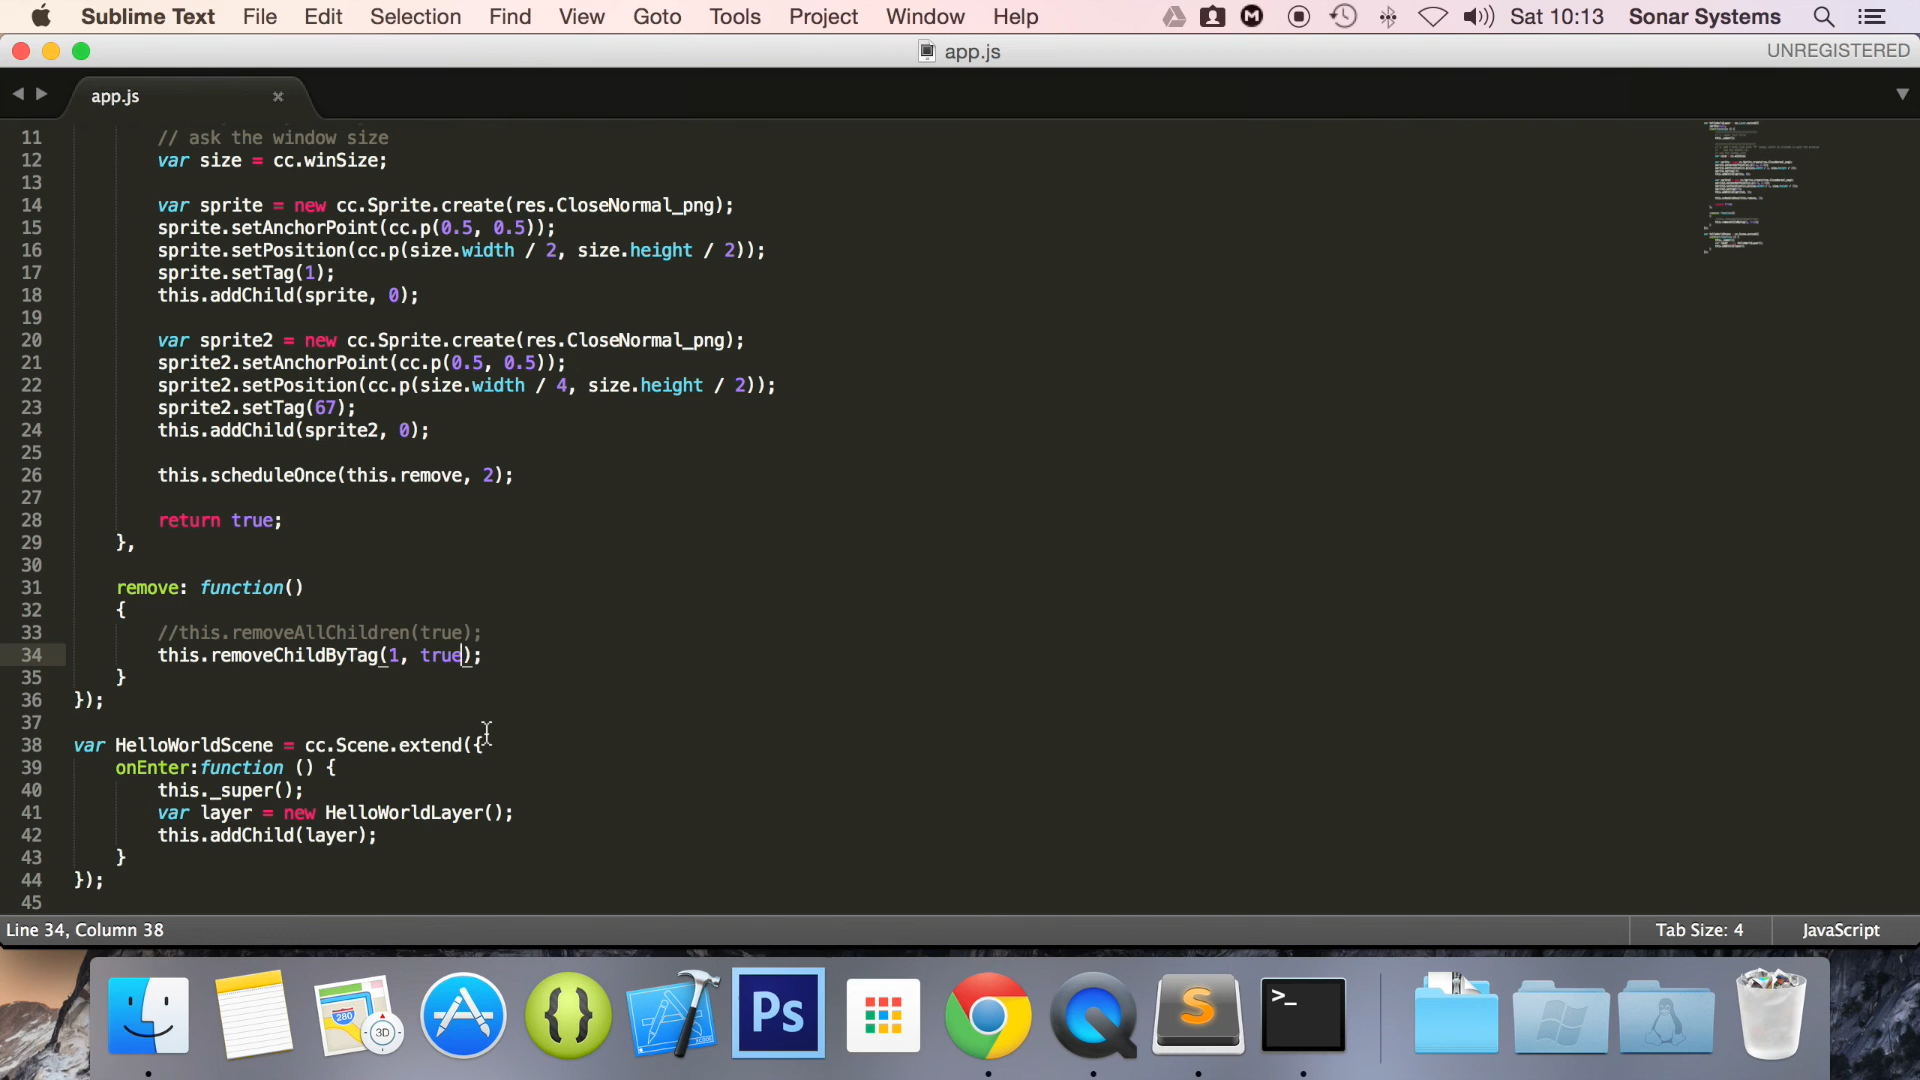 Sublime Text File Edit Selection Find View Goto Tools Project Window Help Sat 10:13 Sonar Systems
app.js UNREGISTERED
app.js
11 // ask the window size
12 var size = cc.winSize;
13
14 var sprite = new cc.Sprite.create(res.CloseNormal_png);
15 sprite.setAnchorPoint(cc.p(0.5, 0.5));
16 sprite.setPosition(cc.p(size.width / 2, size.height / 2));
17 sprite.setTag(1);
18 this.addChild(sprite, 0);
19
20 var sprite2 = new cc.Sprite.create(res.CloseNormal_png);
21 sprite2.setAnchorPoint(cc.p(0.5, 0.5));
22 sprite2.setPosition(cc.p(size.width / 4, size.height / 2));
23 sprite2.setTag(67);
24 this.addChild(sprite2, 0);
25
26 this.scheduleOnce(this.remove, 2);
27
28 return true;
29 },
30
31 remove: function()
32 {
33 //this.removeAllChildren(true);
34 this.removeChildByTag(1, true);
35 }
36 });
37
38 var HelloWorldScene = cc.Scene.extend({
39 onEnter:function () {
40 this._super();
41 var layer = new HelloWorldLayer();
42 this.addChild(layer);
43 }
44 });
45
Line 34, Column 38 Tab Size: 4 JavaScript
280
3D
{}
Ps
S
>_